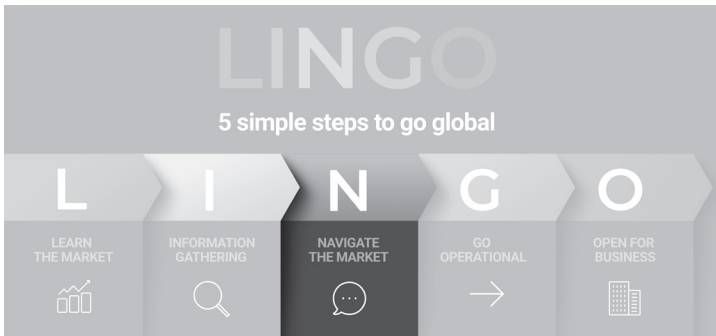 LINGO
5 simple steps to go global
L I N G O
LEARN
THE MARKET
INFORMATION
GATHERING
NAVIGATE
THE MARKET
GO
OPERATIONAL
OPEN FOR
BUSINESS